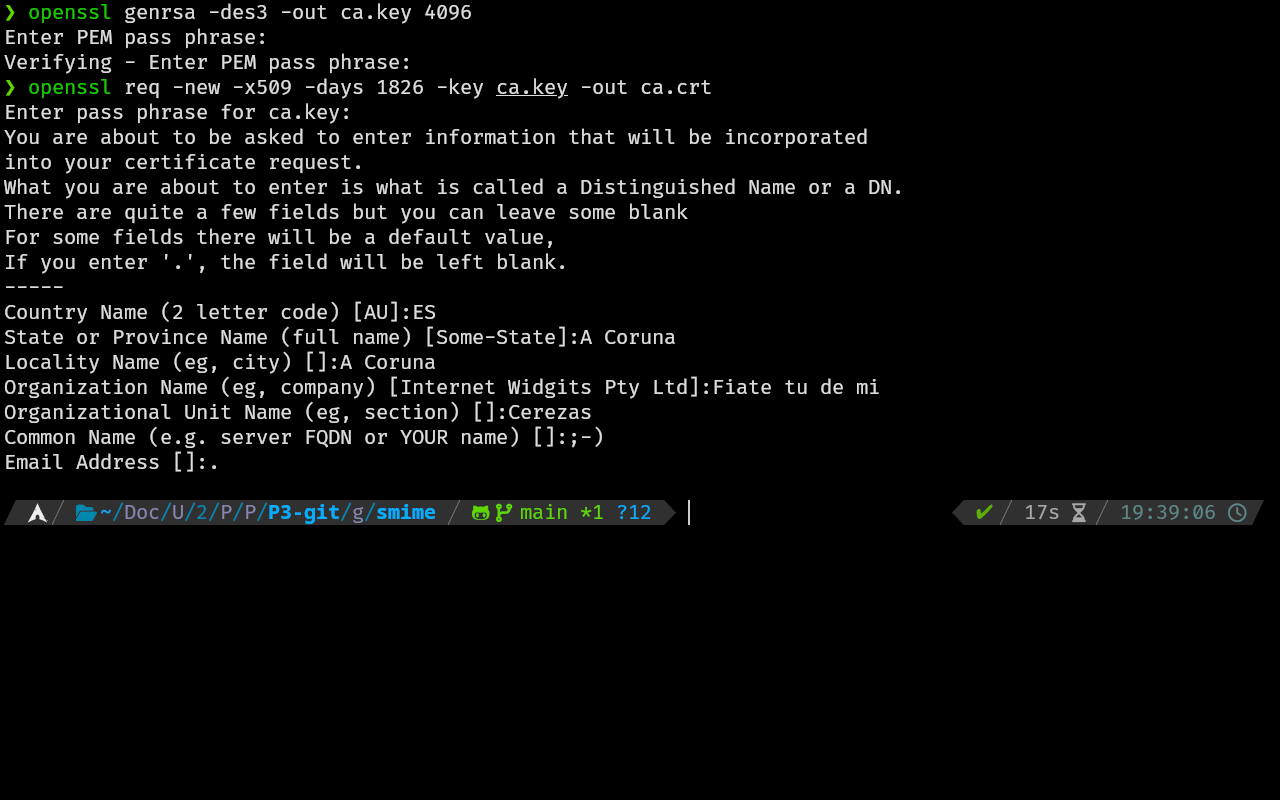 ❯ openssl genrsa -des3 -out ca.key 4096
Enter PEM pass phrase:
Verifying - Enter PEM pass phrase:
❯ openssl req -new -x509 -days 1826 -key ca.key -out ca.crt
Enter pass phrase for ca.key:
You are about to be asked to enter information that will be incorporated
into your certificate request.
What you are about to enter is what is called a Distinguished Name or a DN.
There are quite a few fields but you can leave some blank
For some fields there will be a default value,
If you enter '.', the field will be left blank.
-----
Country Name (2 letter code) [AU]:ES
State or Province Name (full name) [Some-State]:A Coruna
Locality Name (eg, city) []:A Coruna
Organization Name (eg, company) [Internet Widgits Pty Ltd]:Fiate tu de mi
Organizational Unit Name (eg, section) []:Cerezas
Common Name (e.g. server FQDN or YOUR name) []:;-)
Email Address []:.
~/Doc/U/2/P/P/P3-git/g/smime main *1 ?12 ✔ 17s 19:39:06